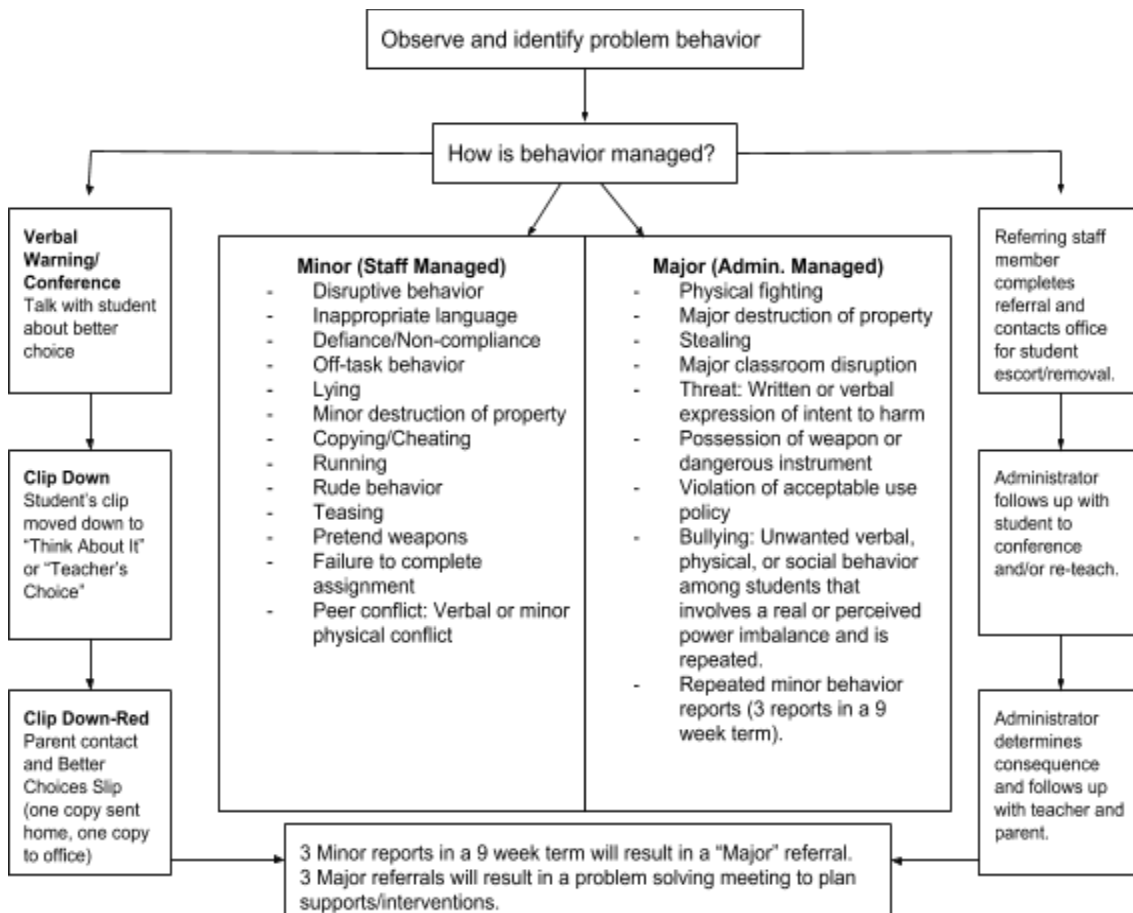 Observe and identify problem behavior
How is behavior managed?
Verbal
Warning/
Conference
Talk with student
about better
choice
Clip Down
Student's clip
moved down to
“Think About It”
or “Teacher's
Choice”
Clip Down-Red
Parent contact
and Better
Choices Slip
(one copy sent
home, one copy
to office)
Minor (Staff Managed)
- Disruptive behavior
- Inappropriate language
- Defiance/Non-compliance
- Off-task behavior
- Lying
- Minor destruction of property
- Copying/Cheating
- Running
- Rude behavior
- Teasing
- Pretend weapons
- Failure to complete
assignment
- Peer conflict: Verbal or minor
physical conflict
Major (Admin. Managed)
- Physical fighting
- Major destruction of property
- Stealing
- Major classroom disruption
- Threat: Written or verbal
expression of intent to harm
- Possession of weapon or
dangerous instrument
- Violation of acceptable use
policy
- Bullying: Unwanted verbal,
physical, or social behavior
among students that
involves a real or perceived
power imbalance and is
repeated.
- Repeated minor behavior
reports (3 reports in a 9
week term).
Referring staff
member
completes
referral and
contacts office
for student
escort/removal.
Administrator
follows up with
student to
conference
and/or re-teach.
Administrator
determines
consequence
and follows up
with teacher and
parent.
3 Minor reports in a 9 week term will result in a “Major” referral.
3 Major referrals will result in a problem solving meeting to plan
supports/interventions.